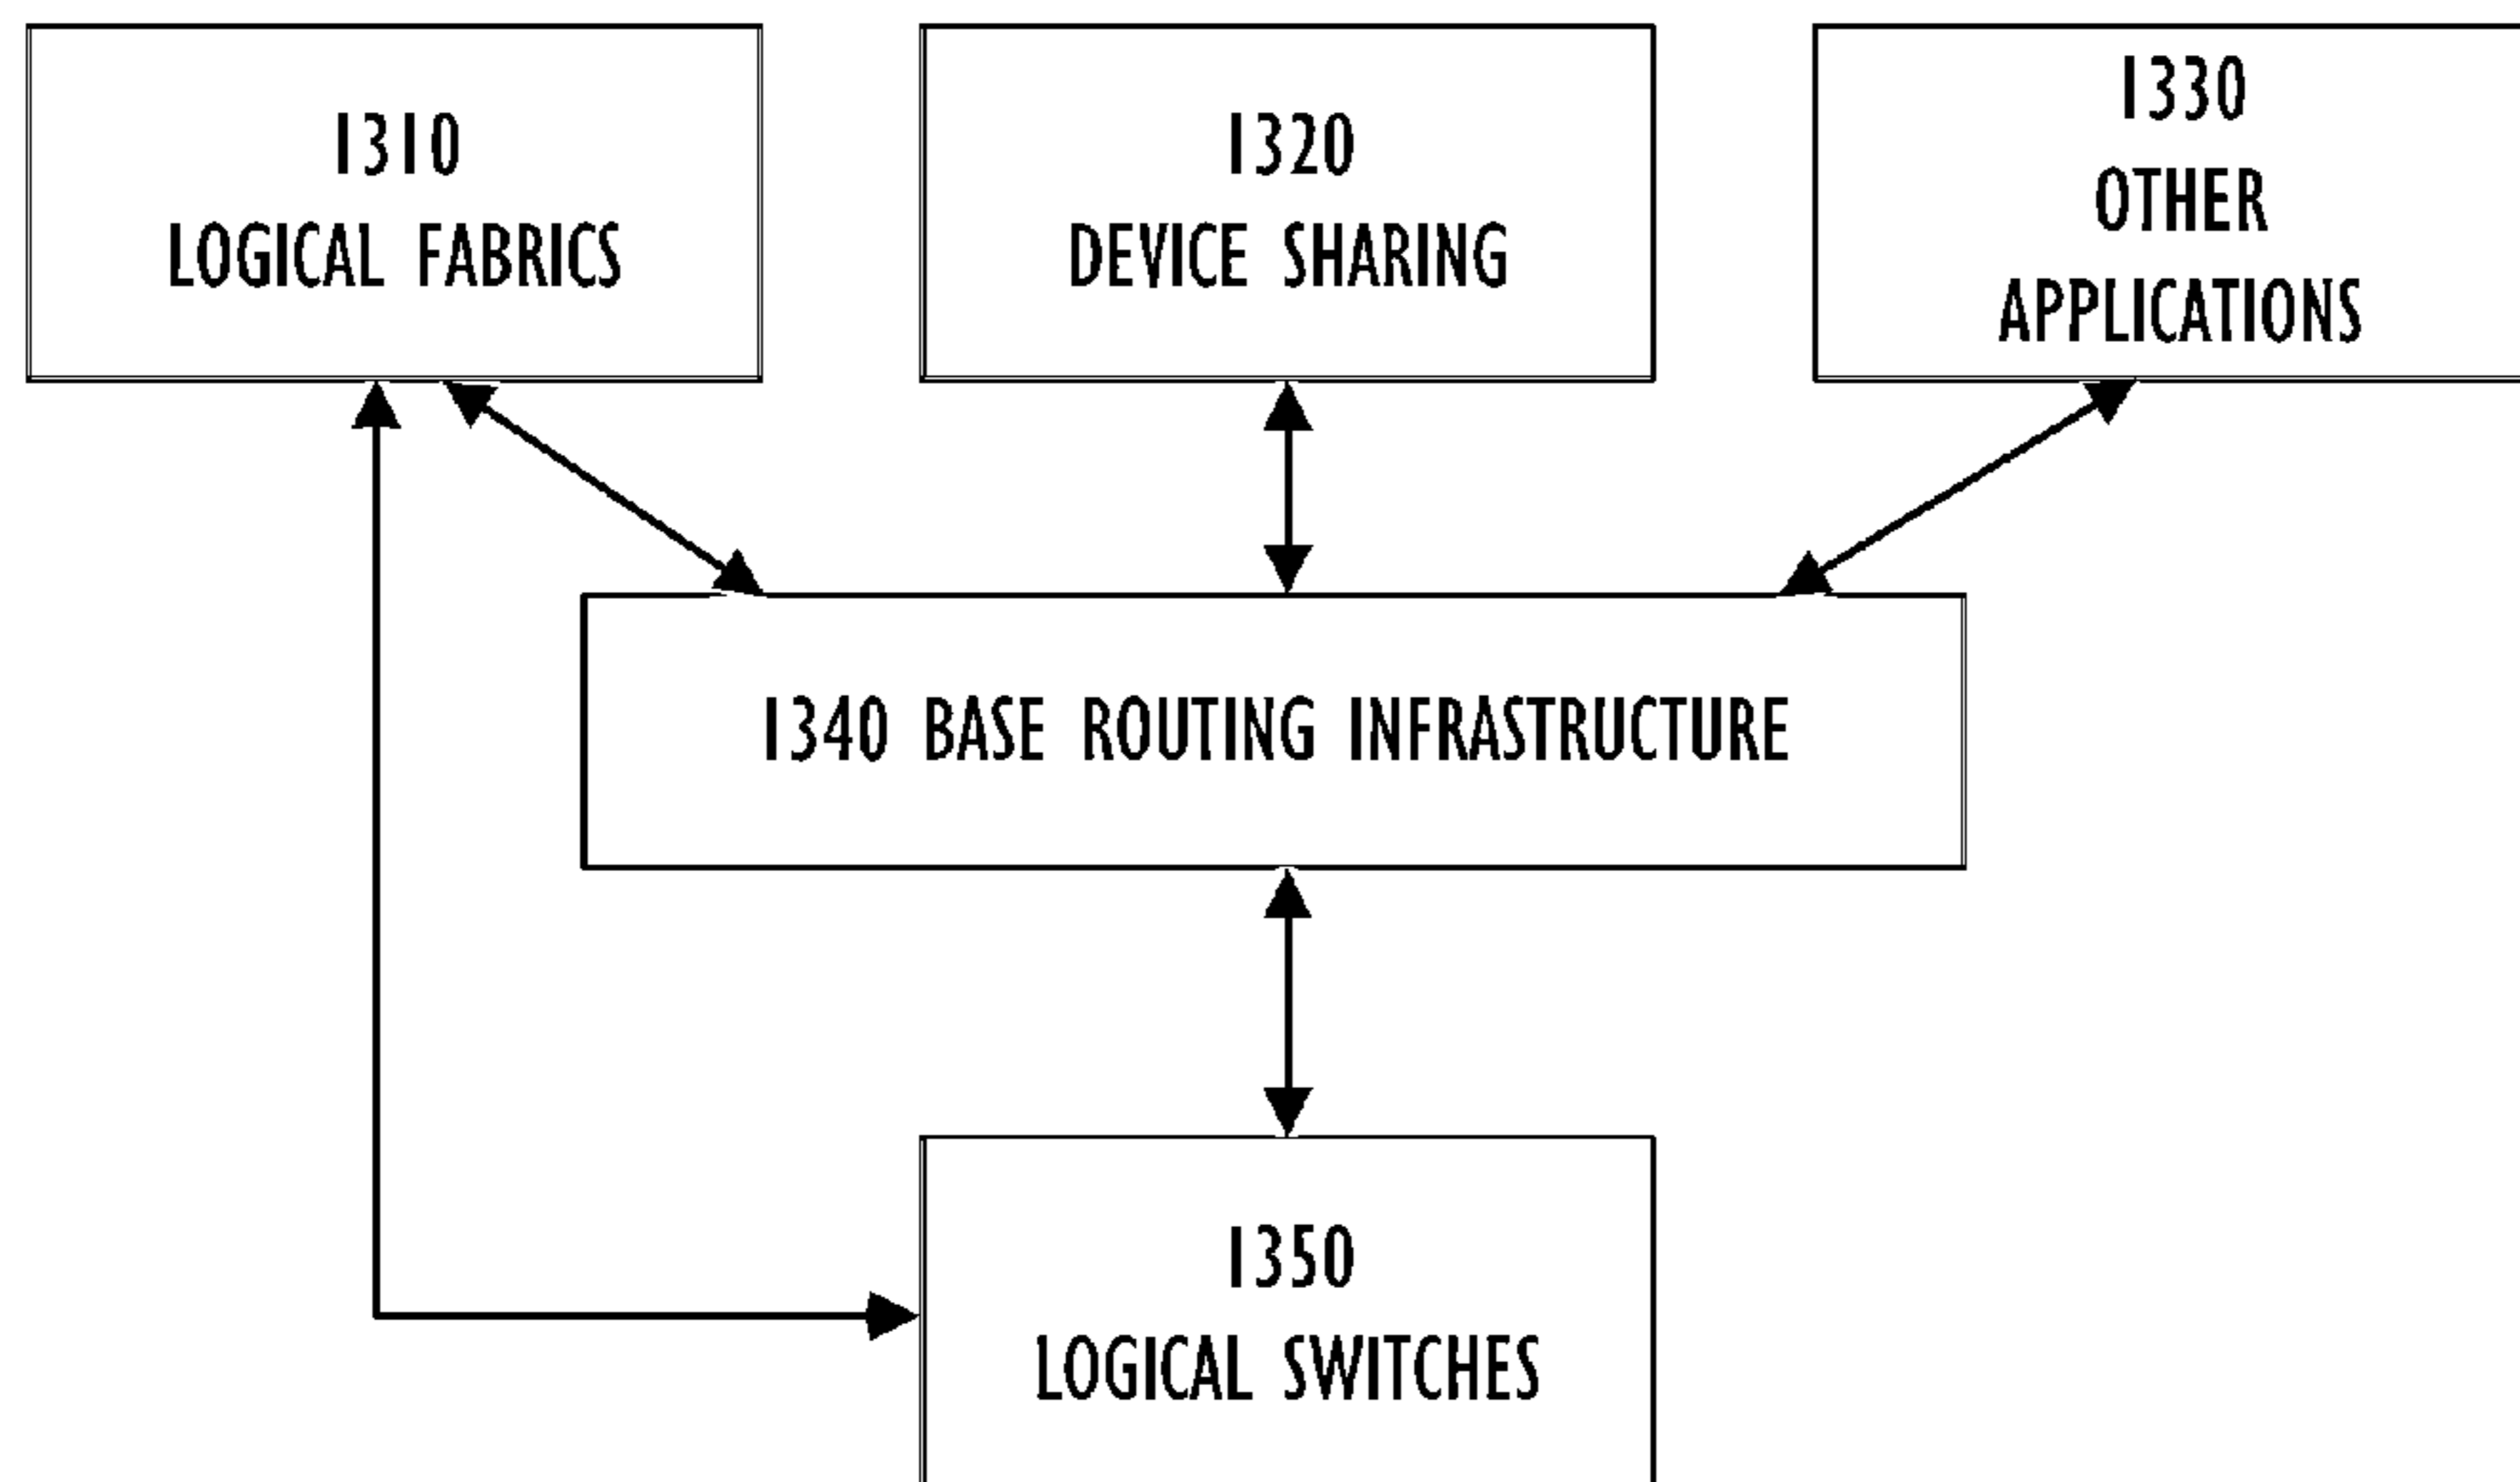 1310
LOGICAL FABRICS
1320
DEVICE SHARING
1330
OTHER
APPLICATIONS
1340 BASE ROUTING INFRASTRUCTURE
1350
LOGICAL SWITCHES